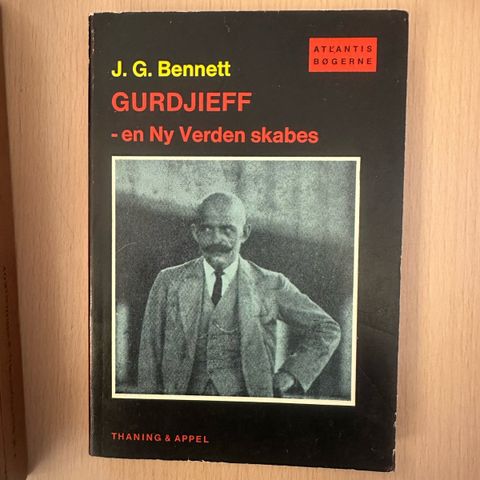 ATLANTIS
BØGERNE
J. G. Bennett
GURDJIEFF
- en Ny Verden skabes
THANING & APPEL